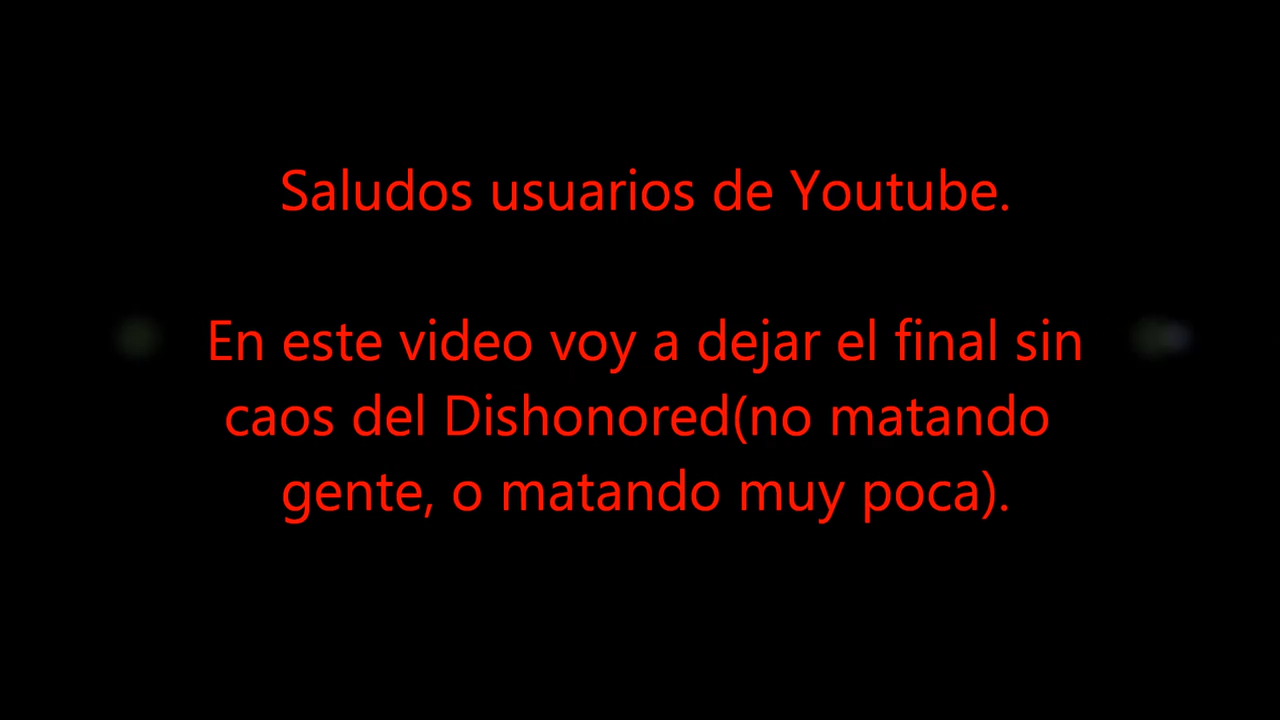 Saludos usuarios de Youtube.
En este video voy a dejar el final sin
caos del Dishonored(no matando
gente, o matando muy poca).